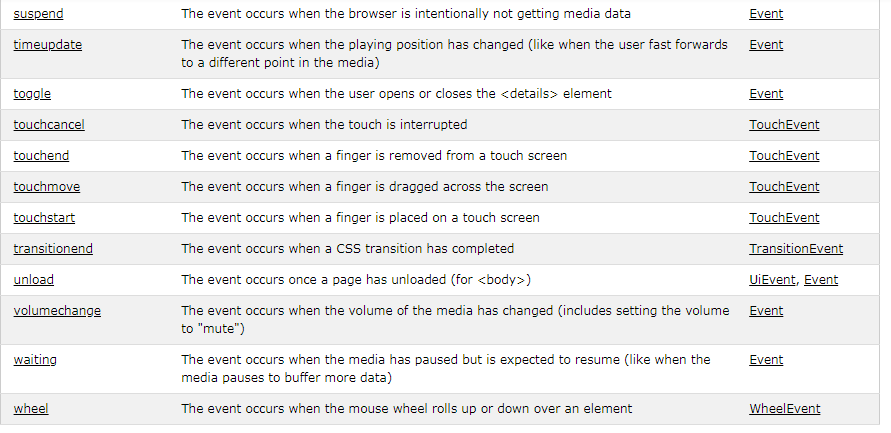 suspend The event occurs when the browser is intentionally not getting media data Event
timeupdate The event occurs when the playing position has changed (like when the user fast forwards Event
to a different point in the media)
toggle The event occurs when the user opens or closes the <details> element Event
touchcancel The event occurs when the touch is interrupted TouchEvent
touchend The event occurs when a finger is removed from a touch screen TouchEvent
touchmove The event occurs when a finger is dragged across the screen TouchEvent
touchstart The event occurs when a finger is placed on a touch screen TouchEvent
transitionend The event occurs when a CSS transition has completed TransitionEvent
unload The event occurs once a page has unloaded (for <body>) UiEvent, Event
volumechange The event occurs when the volume of the media has changed (includes setting the volume Event
to "mute")
waiting The event occurs when the media has paused but is expected to resume (like when the Event
media pauses to buffer more data)
wheel The event occurs when the mouse wheel rolls up or down over an element WheelEvent